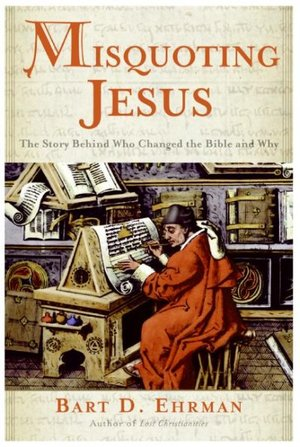 MISQUOTING
JESUS
The Story Behind Who Changed the Bible and Why
BART D. EHRMAN
Author of Lost Christianities